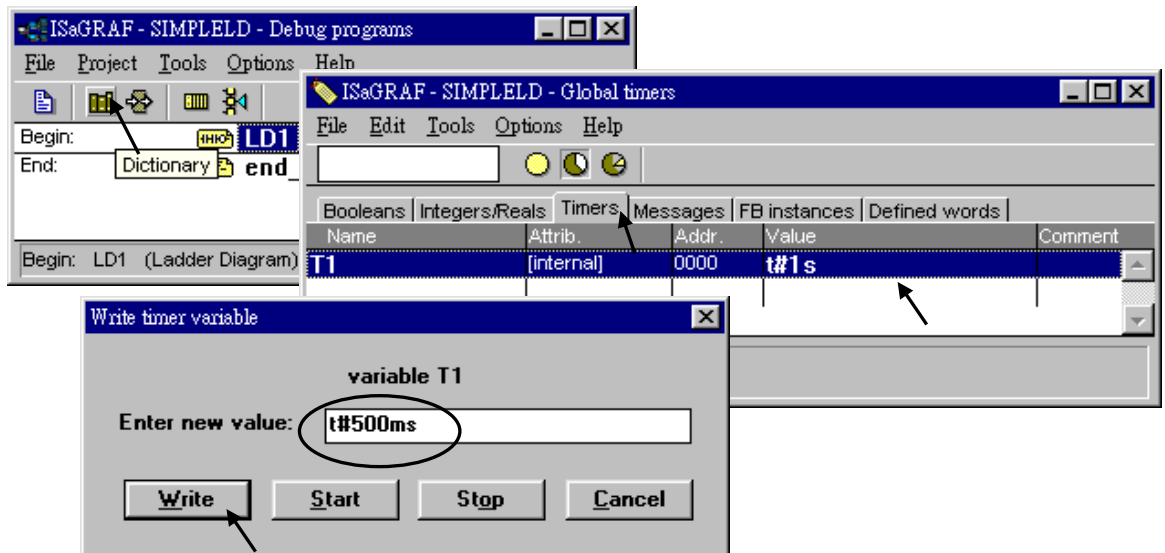 ISaGRAF - SIMPLELD - Debug programs
File Project Tools Options Help
Begin: LD1
End: end_
Dictionary
Begin: LD1 (Ladder Diagram)
ISaGRAF - SIMPLELD - Global timers
File Edit Tools Options Help
Booleans Integers/Reals Timers Messages FB instances Defined words
Name Attrib. Addr. Value Comment
T1 [internal] 0000 t#1s
Write timer variable
variable T1
Enter new value: t#500ms
Write Start Stop Cancel